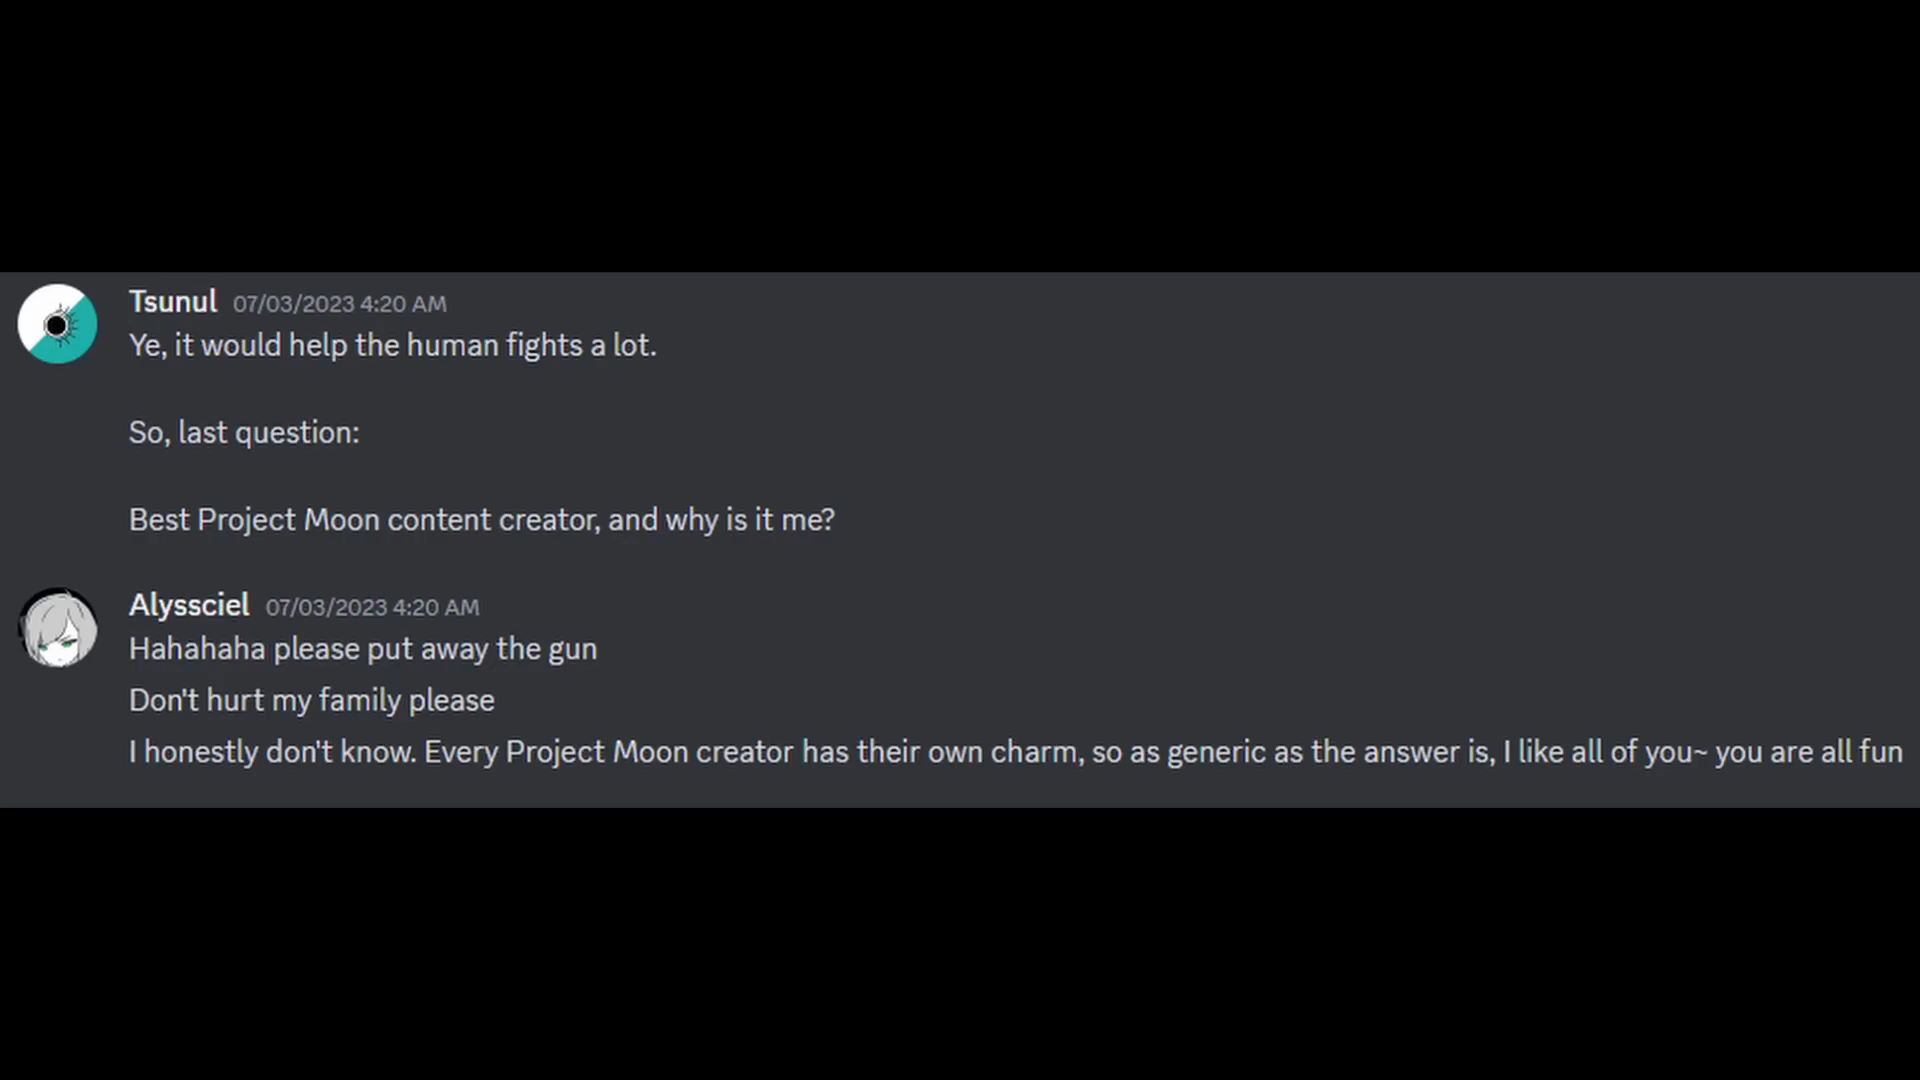 Tsunul 07/03/2023 4:20 AM
Ye, it would help the human fights a lot.
So, last question:
Best Project Moon content creator, and why is it me?
Alyssciel 07/03/2023 4:20 AM
Hahahaha please put away the gun
Don't hurt my family please
I honestly don't know. Every Project Moon creator has their own charm, so as generic as the answer is, I like all of you~ you are all fun